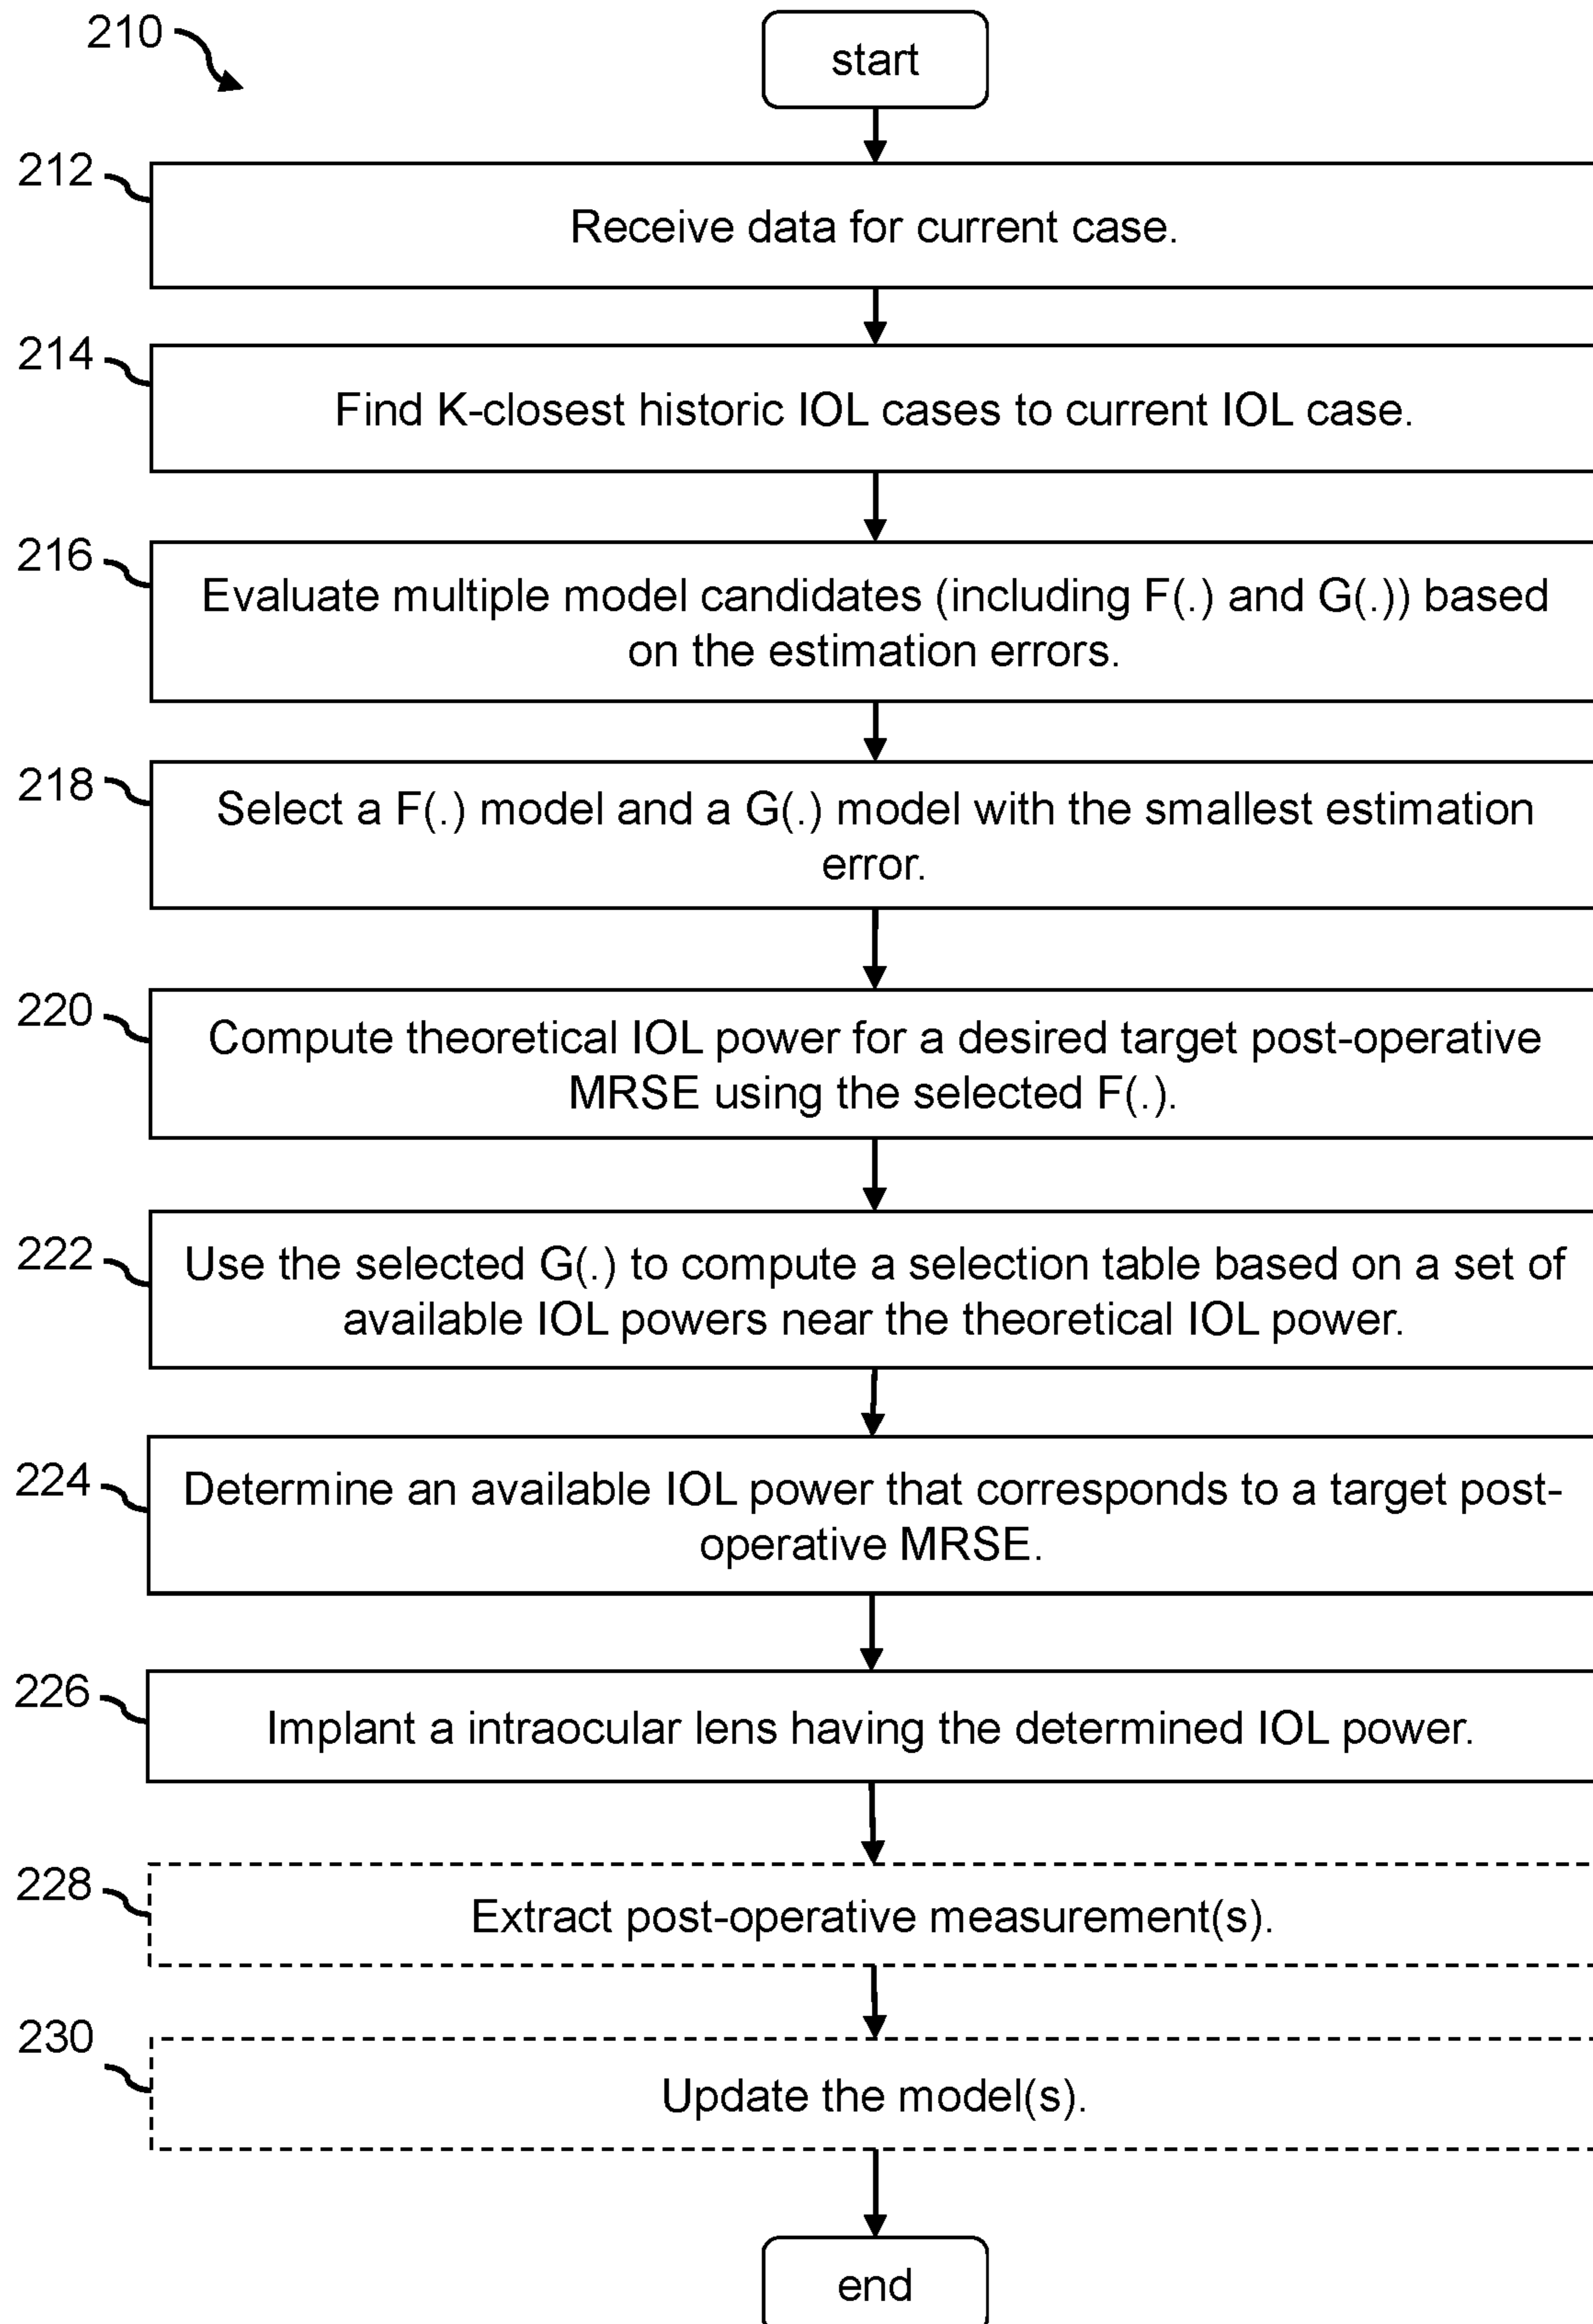 210
start
212
Receive data for current case.
214
Find K-closest historic IOL cases to current IOL case.
216
Evaluate multiple model candidates (including F(.) and G(.)) based
on the estimation errors.
218
Select a F(.) model and a G(.) model with the smallest estimation
error.
220
Compute theoretical IOL power for a desired target post-operative
MRSE using the selected F(.).
222
Use the selected G(.) to compute a selection table based on a set of
available IOL powers near the theoretical IOL power.
224
Determine an available IOL power that corresponds to a target post-
operative MRSE.
226
Implant a intraocular lens having the determined IOL power.
228
Extract post-operative measurement(s).
230
Update the model(s).
end